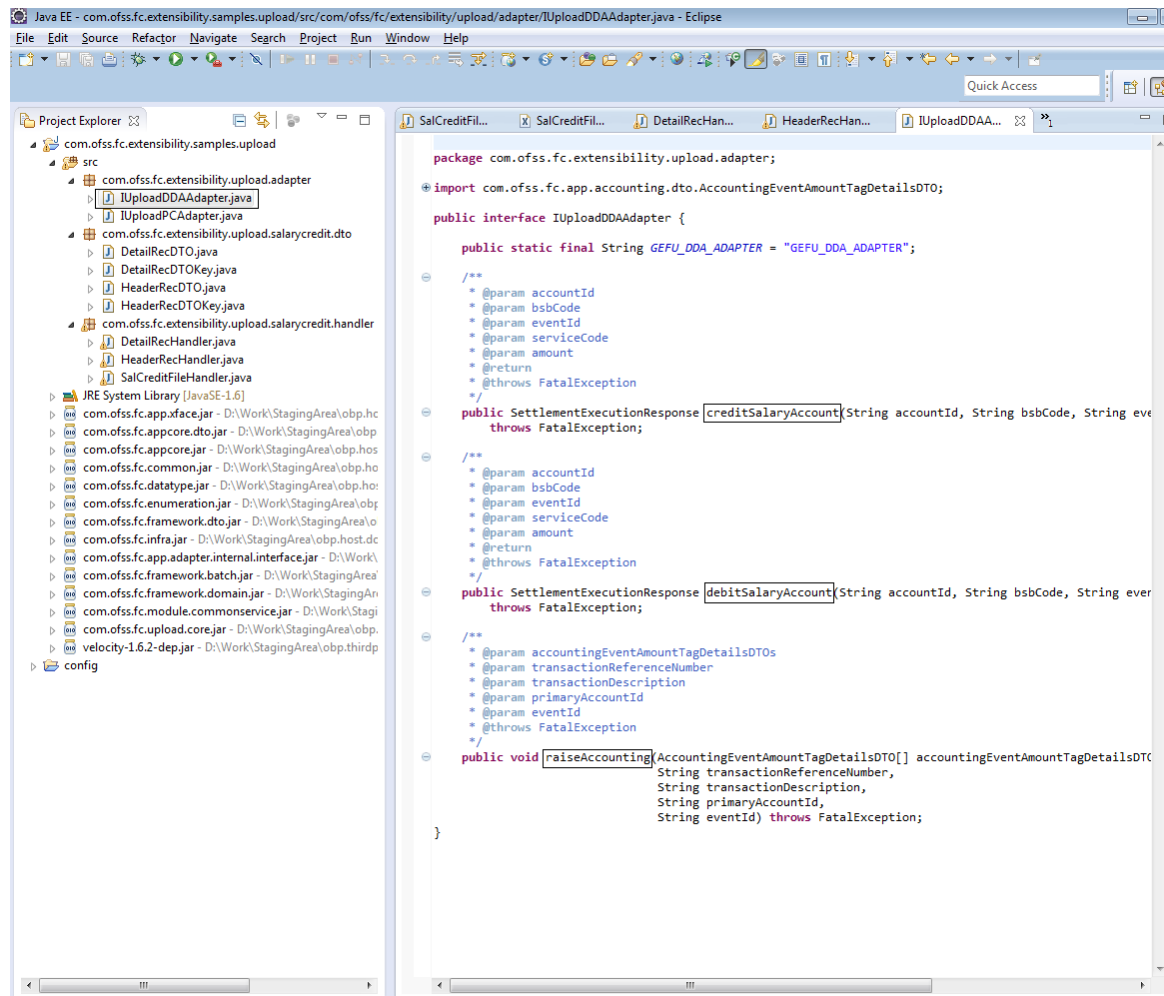 Java EE - com.ofss.fc.extensibility.samples.upload/src/com/ofss/fc/extensibility/upload/adapter/IUploadDDAAdapter.java - Eclipse
File Edit Source Refactor Navigate Search Project Run Window Help
Quick Access
Project Explorer
com.ofss.fc.extensibility.samples.upload
src
com.ofss.fc.extensibility.upload.adapter
IUploadDDAAdapter.java
IUploadPCAdapter.java
com.ofss.fc.extensibility.upload.salarycredit.dto
DetailRecDTO.java
DetailRecDTOKey.java
HeaderRecDTO.java
HeaderRecDTOKey.java
com.ofss.fc.extensibility.upload.salarycredit.handler
DetailRecHandler.java
HeaderRecHandler.java
SalCreditFileHandler.java
JRE System Library [JavaSE-1.6]
com.ofss.fc.app.xface.jar - D:\Work\StagingArea\obp.hc
com.ofss.fc.appcore.dto.jar - D:\Work\StagingArea\obp
com.ofss.fc.appcore.jar - D:\Work\StagingArea\obp.hos
com.ofss.fc.common.jar - D:\Work\StagingArea\obp.ho
com.ofss.fc.datatype.jar - D:\Work\StagingArea\obp.hos
com.ofss.fc.enumeration.jar - D:\Work\StagingArea\obp
com.ofss.fc.framework.dto.jar - D:\Work\StagingArea\o
com.ofss.fc.infra.jar - D:\Work\StagingArea\obp.host.dc
com.ofss.fc.app.adapter.internal.interface.jar - D:\Work\
com.ofss.fc.framework.batch.jar - D:\Work\StagingArea
com.ofss.fc.framework.domain.jar - D:\Work\StagingAr
com.ofss.fc.module.commonservice.jar - D:\Work\Stagi
com.ofss.fc.upload.core.jar - D:\Work\StagingArea\obp.
velocity-1.6.2-dep.jar - D:\Work\StagingArea\obp.thirdp
config
SalCreditFil... SalCreditFil... DetailRecHan... HeaderRecHan... IUploadDDAA... »1
package com.ofss.fc.extensibility.upload.adapter;
import com.ofss.fc.app.accounting.dto.AccountingEventAmountTagDetailsDTO;
public interface IUploadDDAAdapter {
public static final String GEFU_DDA_ADAPTER = "GEFU_DDA_ADAPTER";
/**
* @param accountId
* @param bsbCode
* @param eventId
* @param serviceCode
* @param amount
* @return
* @throws FatalException
*/
public SettlementExecutionResponse creditSalaryAccount(String accountId, String bsbCode, String eve
throws FatalException;
/**
* @param accountId
* @param bsbCode
* @param eventId
* @param serviceCode
* @param amount
* @return
* @throws FatalException
*/
public SettlementExecutionResponse debitSalaryAccount(String accountId, String bsbCode, String even
throws FatalException;
/**
* @param accountingEventAmountTagDetailsDTOs
* @param transactionReferenceNumber
* @param transactionDescription
* @param primaryAccountId
* @param eventId
* @throws FatalException
*/
public void raiseAccounting(AccountingEventAmountTagDetailsDTO[] accountingEventAmountTagDetailsDTO
String transactionReferenceNumber,
String transactionDescription,
String primaryAccountId,
String eventId) throws FatalException;
}